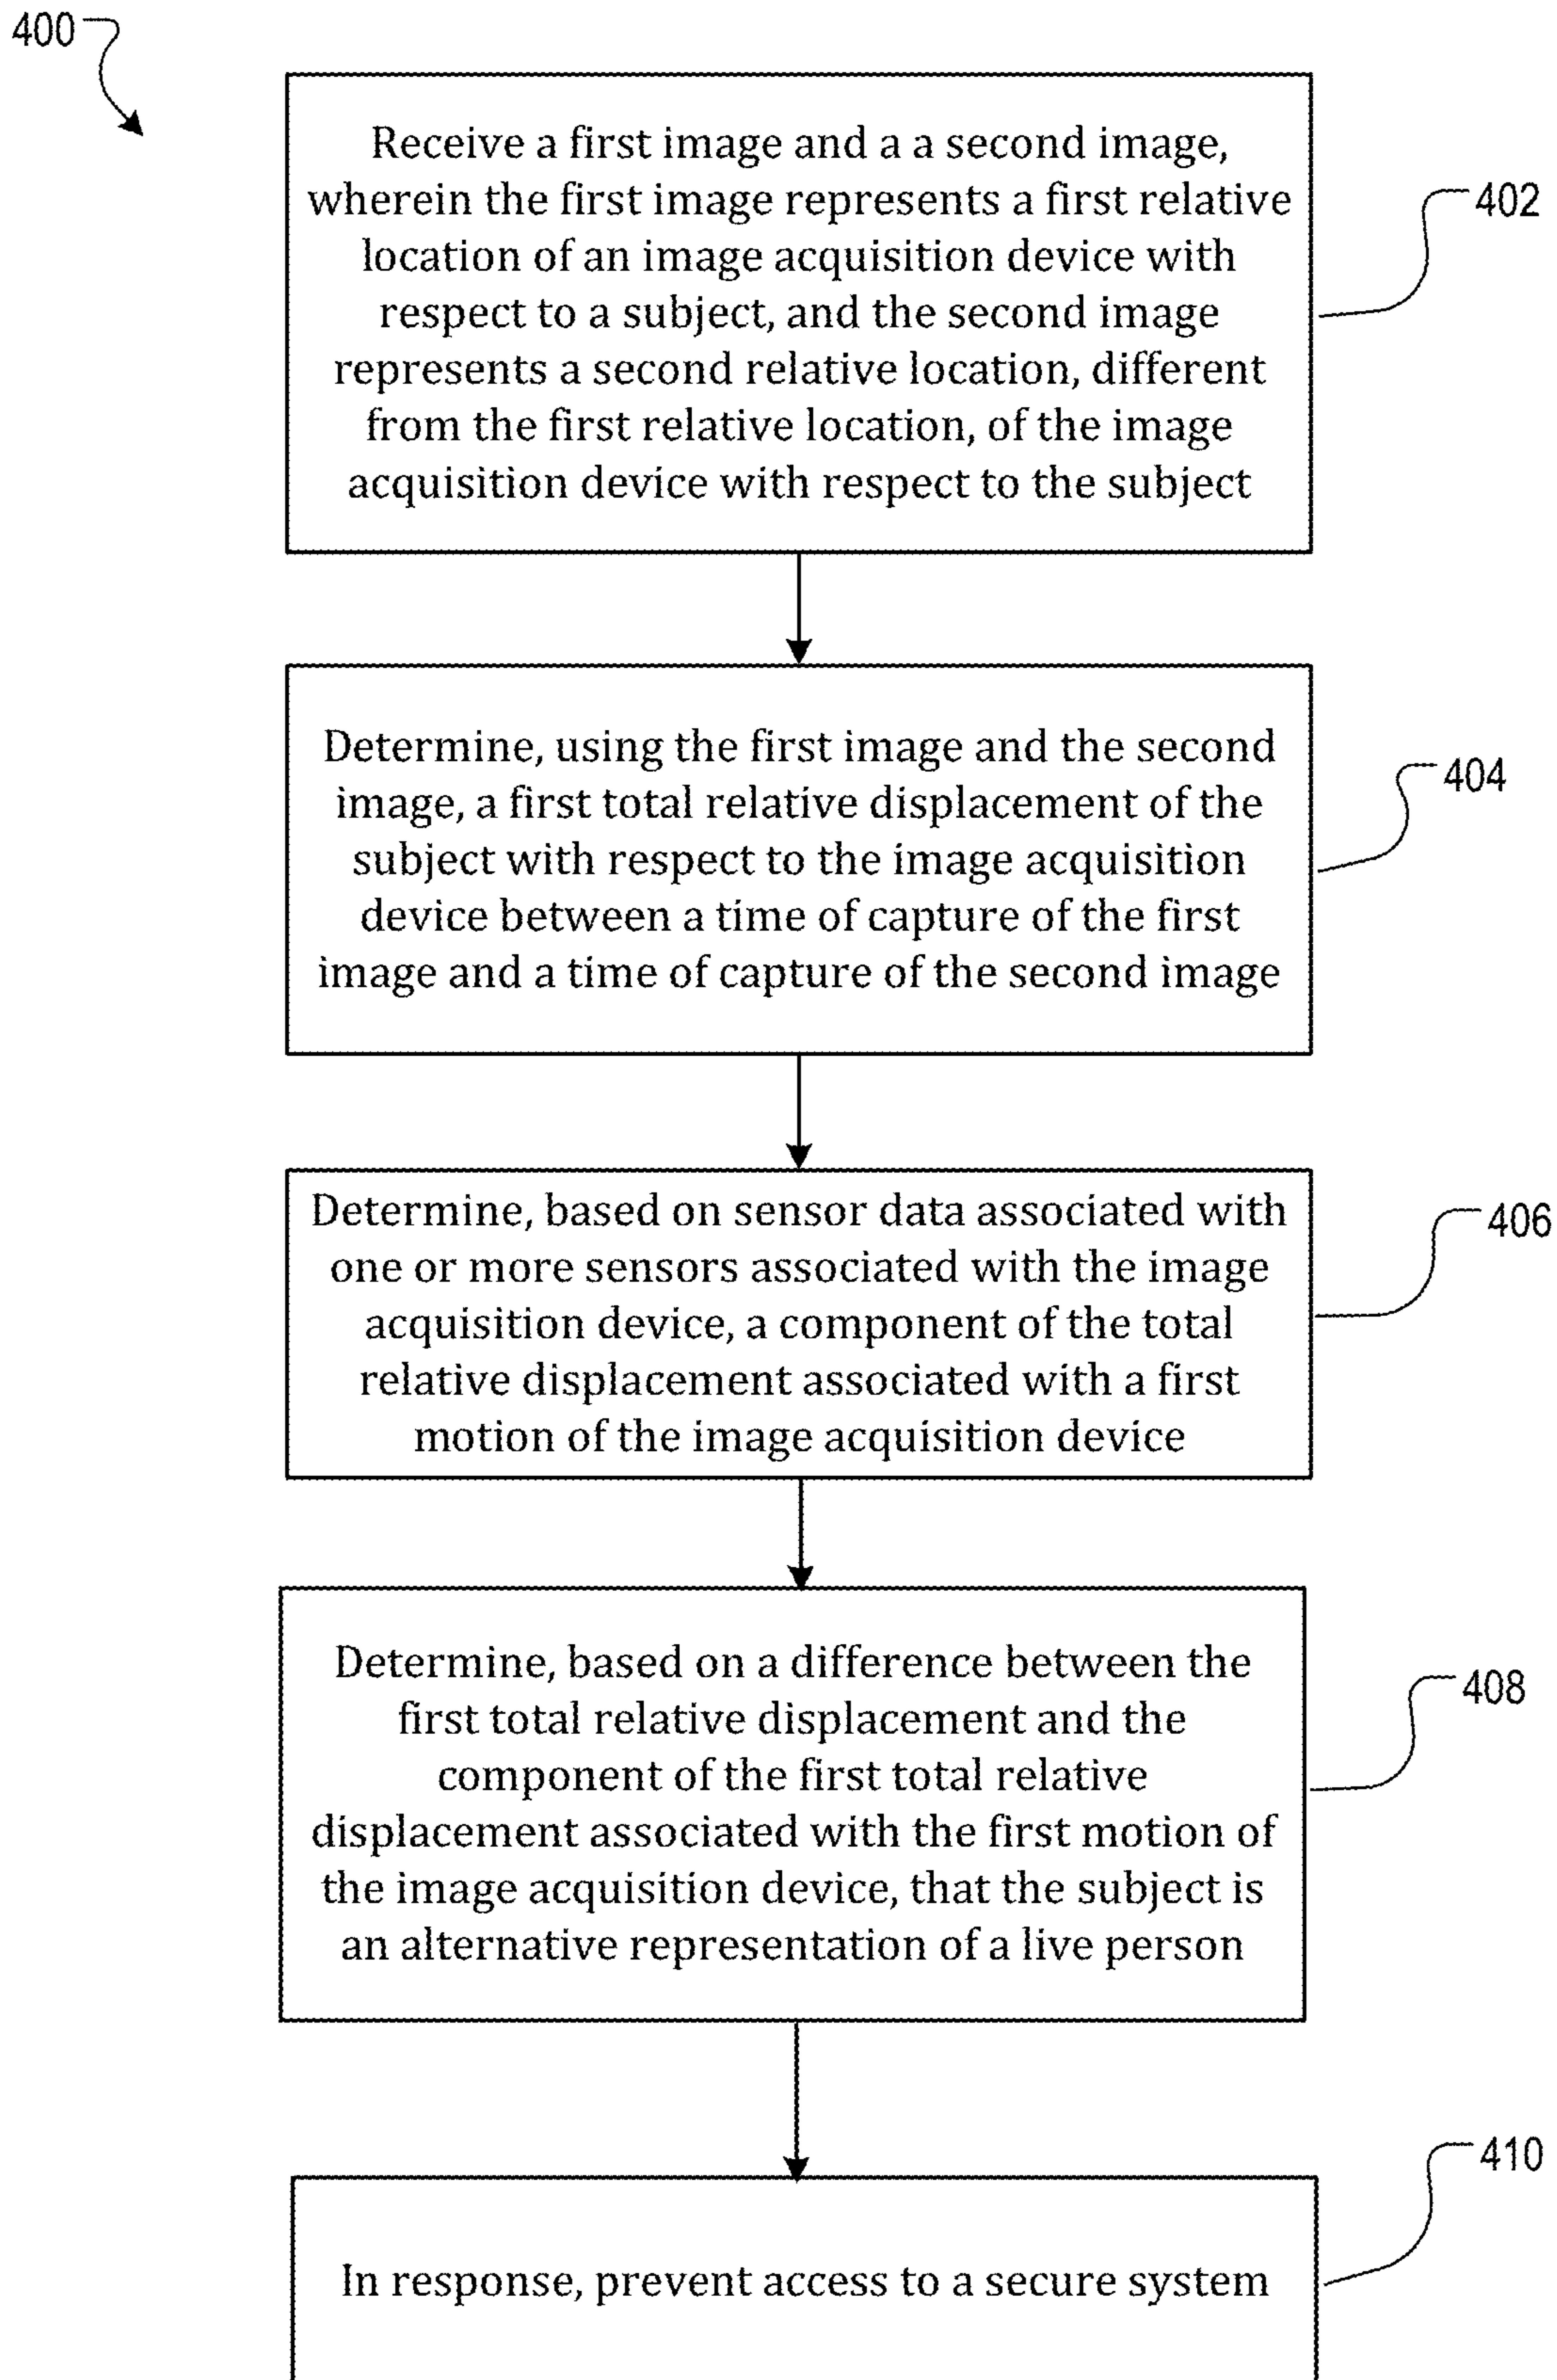 400
Receive a first image and a a second image,
wherein the first image represents a first relative
location of an image acquisition device with
respect to a subject, and the second image
represents a second relative location, different
from the first relative location, of the image
acquisition device with respect to the subject
402
Determine, using the first image and the second
image, a first total relative displacement of the
subject with respect to the image acquisition
device between a time of capture of the first
image and a time of capture of the second image
404
Determine, based on sensor data associated with
one or more sensors associated with the image
acquisition device, a component of the total
relative displacement associated with a first
motion of the image acquisition device
406
Determine, based on a difference between the
first total relative displacement and the
component of the first total relative
displacement associated with the first motion of
the image acquisition device, that the subject is
an alternative representation of a live person
408
In response, prevent access to a secure system
410